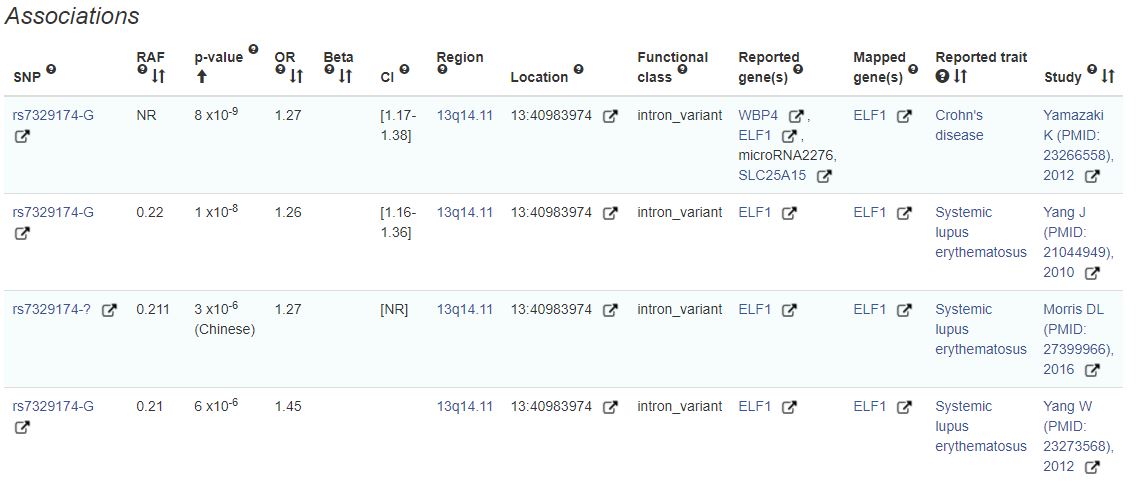 Associations
SNP RAF p-value OR Beta CI Region Location Functional class Reported gene(s) Mapped gene(s) Reported trait Study
rs7329174-G NR 8 x10-9 1.27 [1.17-1.38] 13q14.11 13:40983974 intron_variant WBP4, ELF1, microRNA2276, SLC25A15 ELF1 Crohn's disease Yamazaki K (PMID: 23266558), 2012
rs7329174-G 0.22 1 x10-8 1.26 [1.16-1.36] 13q14.11 13:40983974 intron_variant ELF1 ELF1 Systemic lupus erythematosus Yang J (PMID: 21044949), 2010
rs7329174-? 0.211 3 x10-6 (Chinese) 1.27 [NR] 13q14.11 13:40983974 intron_variant ELF1 ELF1 Systemic lupus erythematosus Morris DL (PMID: 27399966), 2016
rs7329174-G 0.21 6 x10-6 1.45 13q14.11 13:40983974 intron_variant ELF1 ELF1 Systemic lupus erythematosus Yang W (PMID: 23273568), 2012